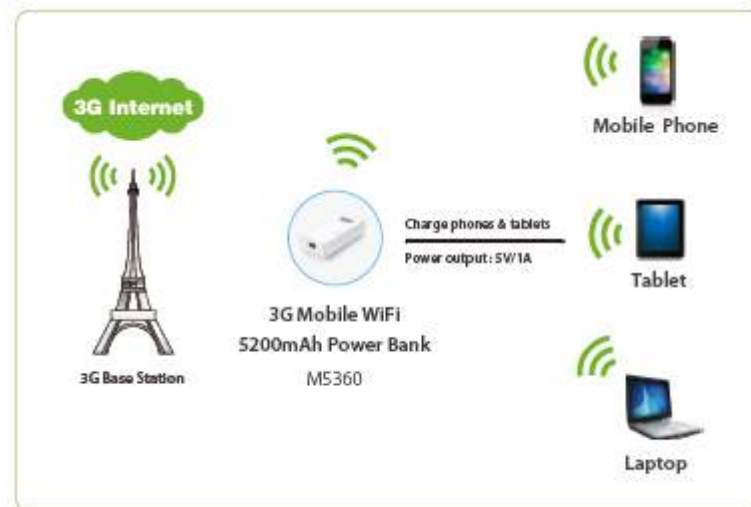 3G Internet
3G Base Station
3G Mobile WiFi
5200mAh Power Bank
M5360
Charge phones & tablets
Power output : 5V/1A
Mobile Phone
Tablet
Laptop